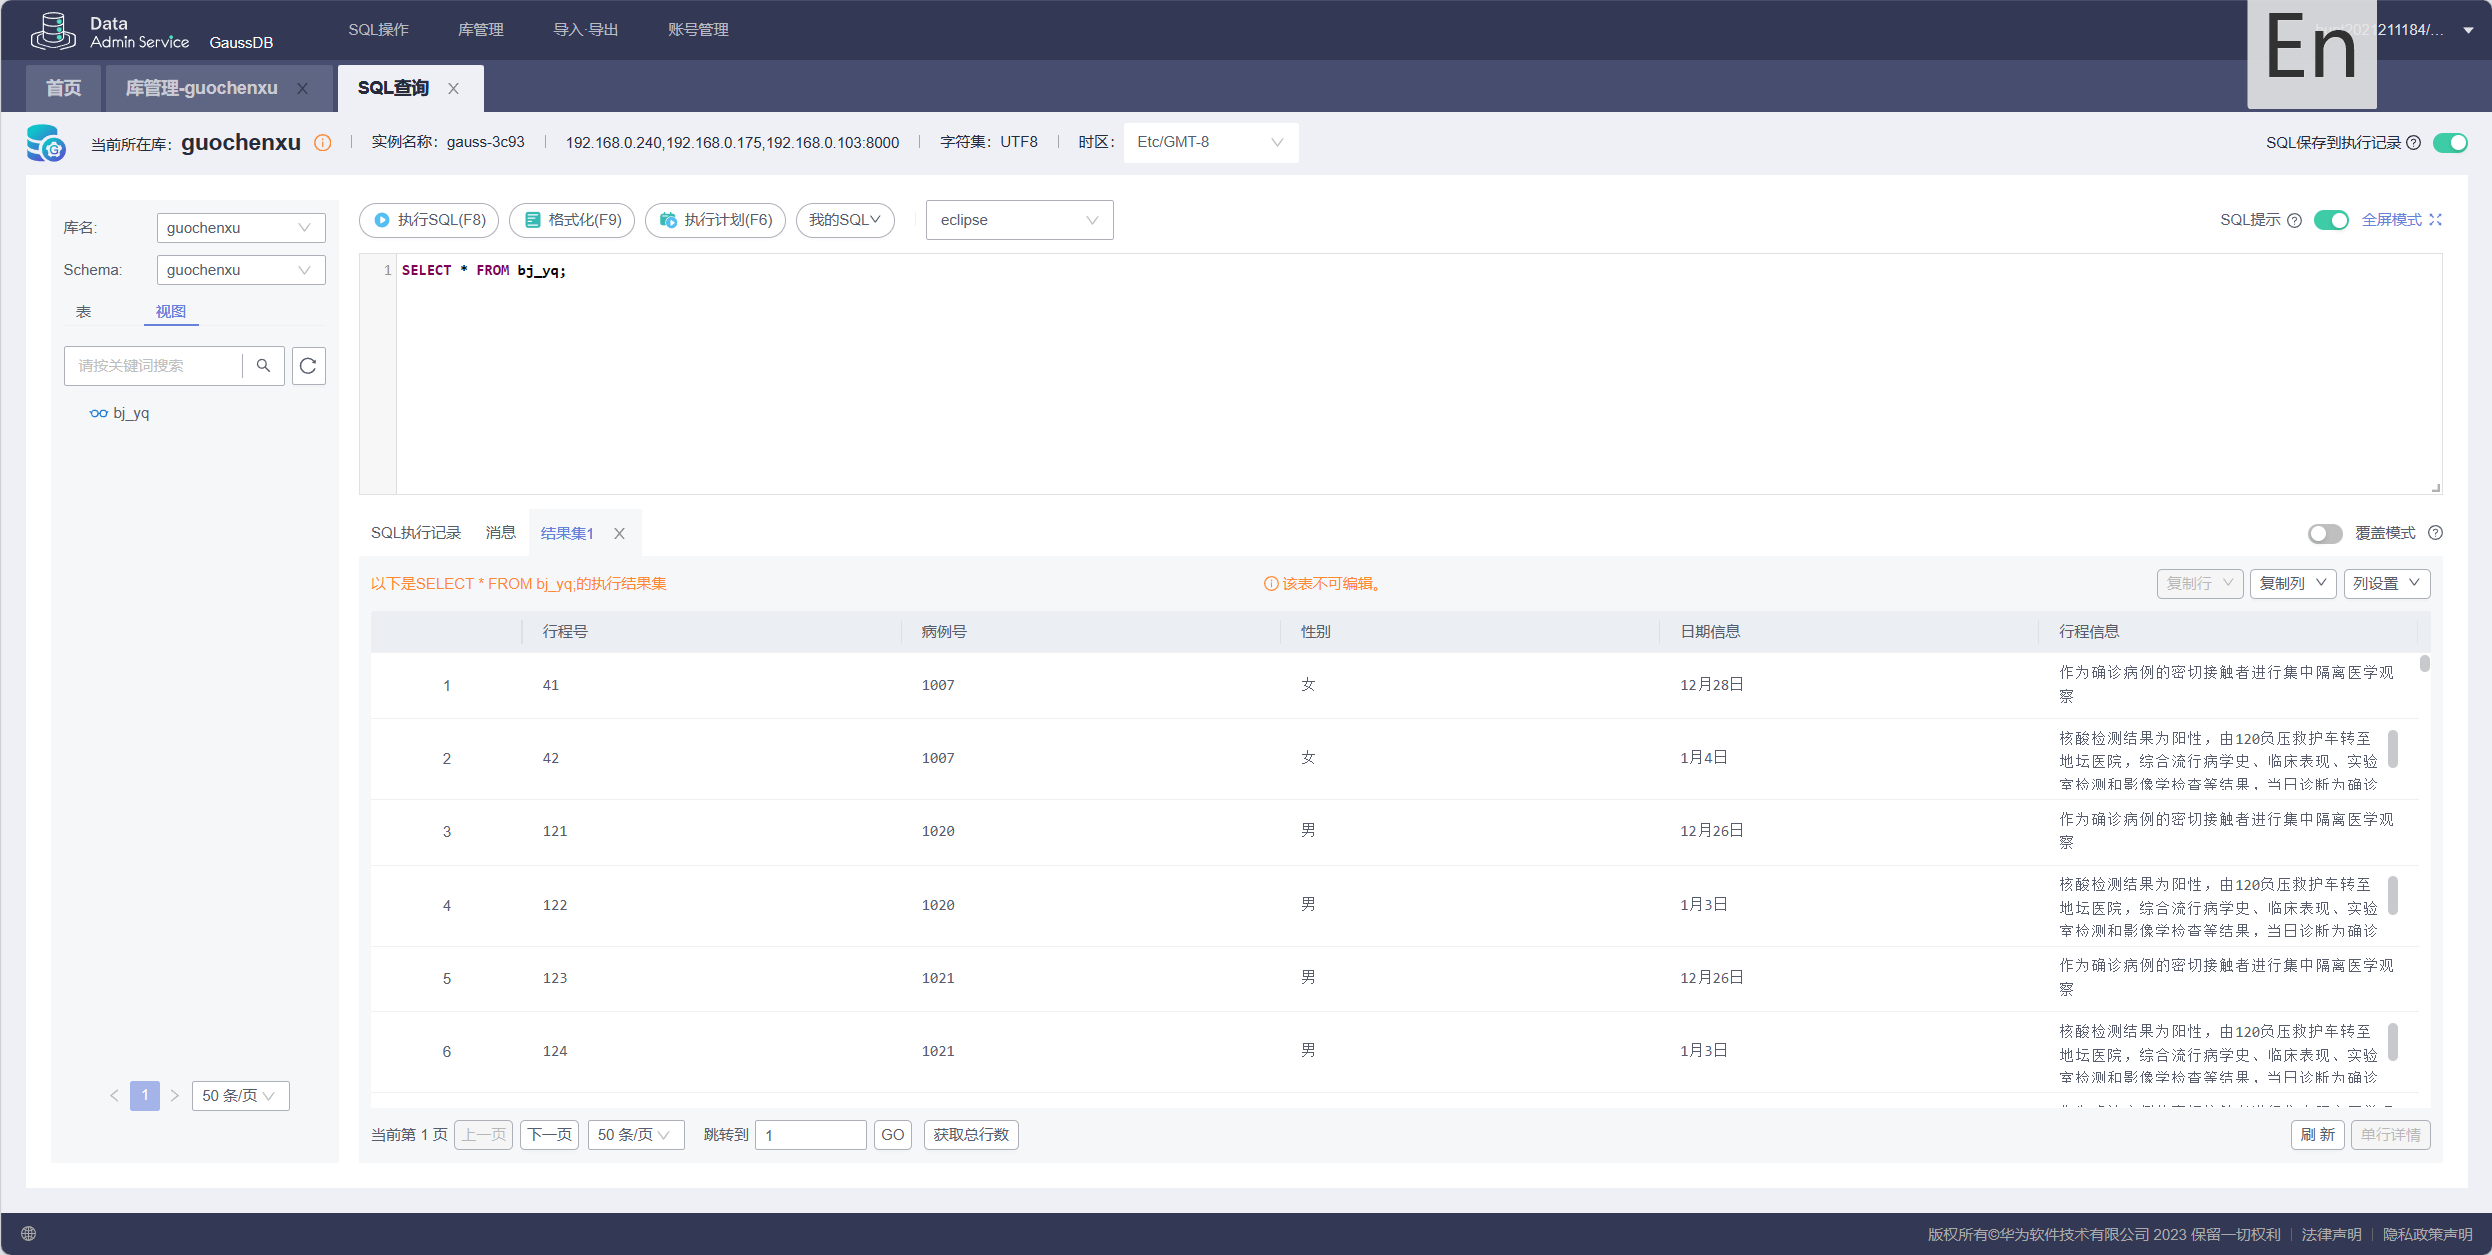 Data
Admin Service GaussDB SQL操作 库管理 导入·导出 账号管理 211184/...
En
首页 库管理-guochenxu SQL查询
当前所在库: guochenxu 实例名称: gauss-3c93 192.168.0.240,192.168.0.175,192.168.0.103:8000 字符集: UTF8 时区: Etc/GMT-8 SQL保存到执行记录
库名: guochenxu
Schema: guochenxu
表 视图
请按关键词搜索
bj_yq
1 50 条/页
执行SQL(F8) 格式化(F9) 执行计划(F6) 我的SQL eclipse SQL提示 全屏模式
1 SELECT * FROM bj_yq;
SQL执行记录 消息 结果集1 覆盖模式
以下是SELECT * FROM bj_yq;的执行结果集 该表不可编辑。 复制行 复制列 列设置
行程号 病例号 性别 日期信息 行程信息
1 41 1007 女 12月28日 作为确诊病例的密切接触者进行集中隔离医学观
察
2 42 1007 女 1月4日 核酸检测结果为阳性，由120负压救护车转至
地坛医院，综合流行病学史、临床表现、实验
室检测和影像学检查等结果，当日诊断为确诊
3 121 1020 男 12月26日 作为确诊病例的密切接触者进行集中隔离医学观
察
4 122 1020 男 1月3日 核酸检测结果为阳性，由120负压救护车转至
地坛医院，综合流行病学史、临床表现、实验
室检测和影像学检查等结果，当日诊断为确诊
5 123 1021 男 12月26日 作为确诊病例的密切接触者进行集中隔离医学观
察
6 124 1021 男 1月3日 核酸检测结果为阳性，由120负压救护车转至
地坛医院，综合流行病学史、临床表现、实验
室检测和影像学检查等结果，当日诊断为确诊
当前第 1 页 上一页 下一页 50 条/页 跳转到 1 GO 获取总行数 刷 新 单行详情
版权所有©华为软件技术有限公司 2023 保留一切权利 法律声明 隐私政策声明